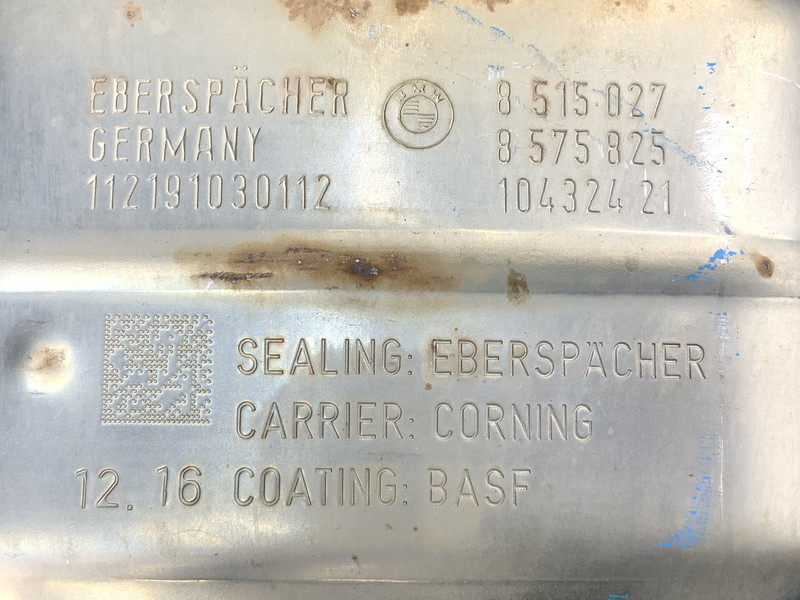 EBERSPÄCHER
GERMANY
112191030112
BMW
8 515 027
8 575 825
104324 21
SEALING: EBERSPÄCHER
CARRIER: CORNING
12. 16 COATING: BASF